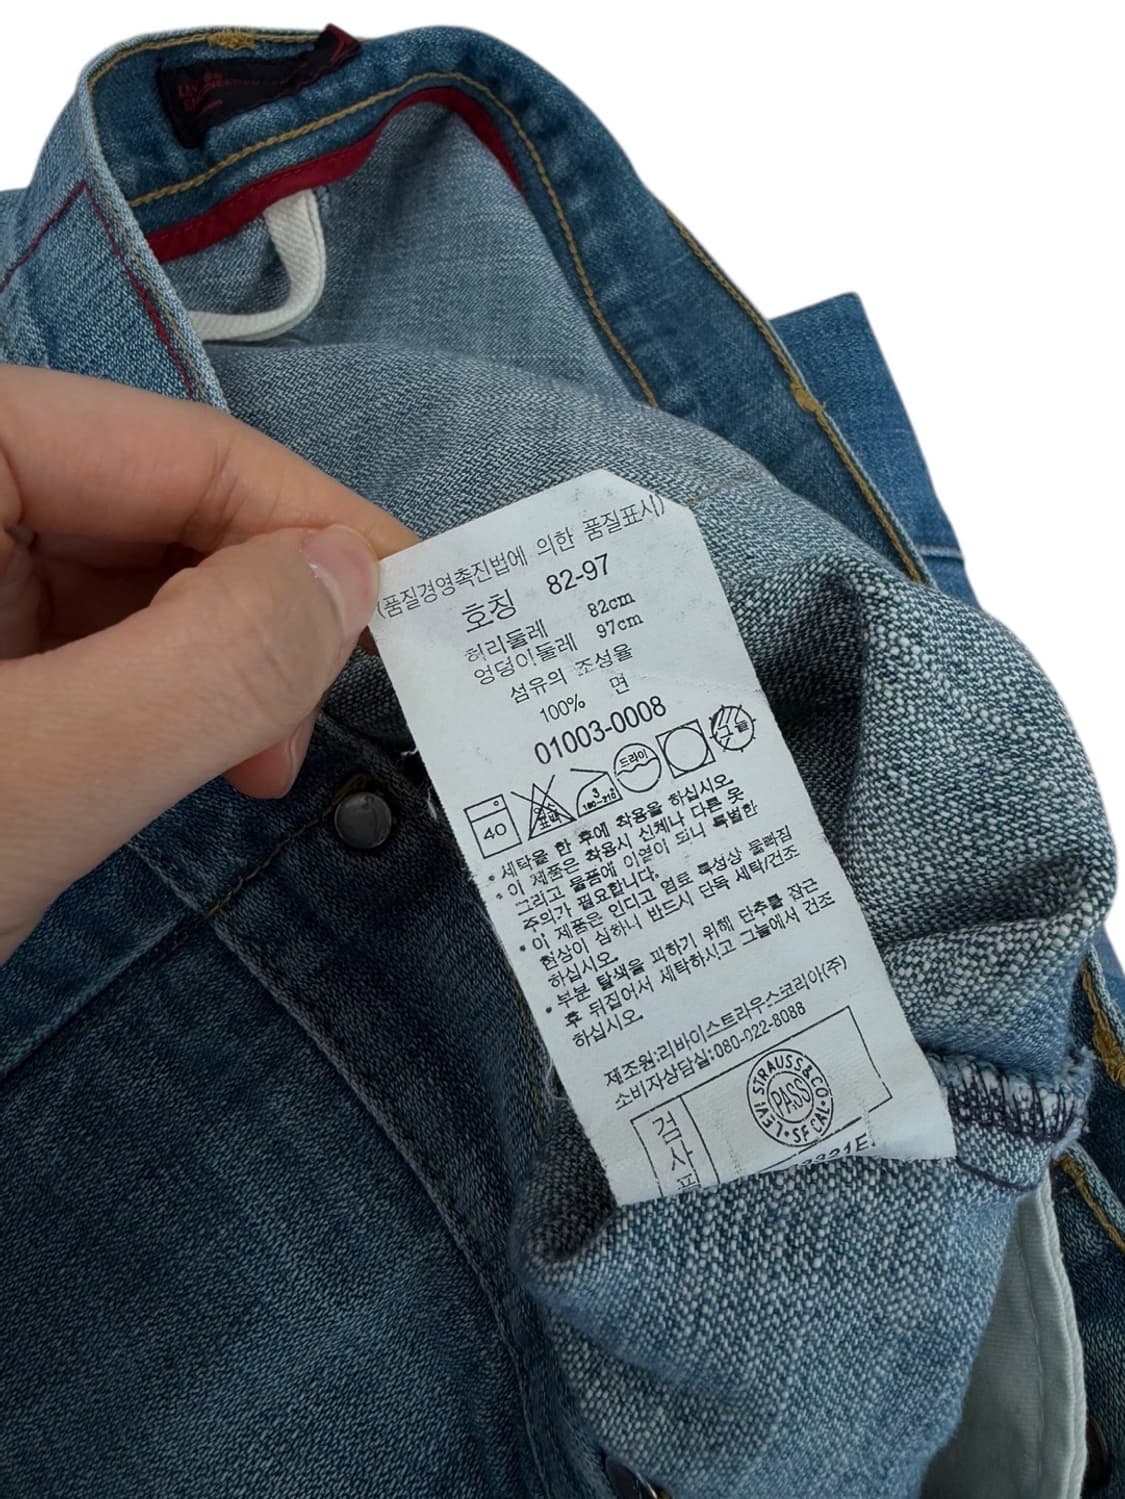 (품질경영촉진법에 의한 품질표시)
호칭 82-97
허리둘레 82cm
엉덩이둘레 97cm
섬유의 조성율
100% 면
01003-0008
40 3 180-210 드라이
• 세탁을 한 후에 착용을 하십시오.
• 이 제품은 착용시 신체나 다른 옷
그리고 물품에 이염이 되니 특별한
주의가 필요합니다.
• 이 제품은 인디고 염료 특성상 물빠짐
현상이 심하니 반드시 단독 세탁/건조
하십시오.
• 부분 탈색을 피하기 위해 단추를 잠근
후 뒤집어서 세탁하시고 그늘에서 건조
하십시오.
제조원:리바이스트라우스코리아(주)
소비자상담실:080-022-8088
검사
LEVI STRAUSS & CO. S.F. CAL. PASS